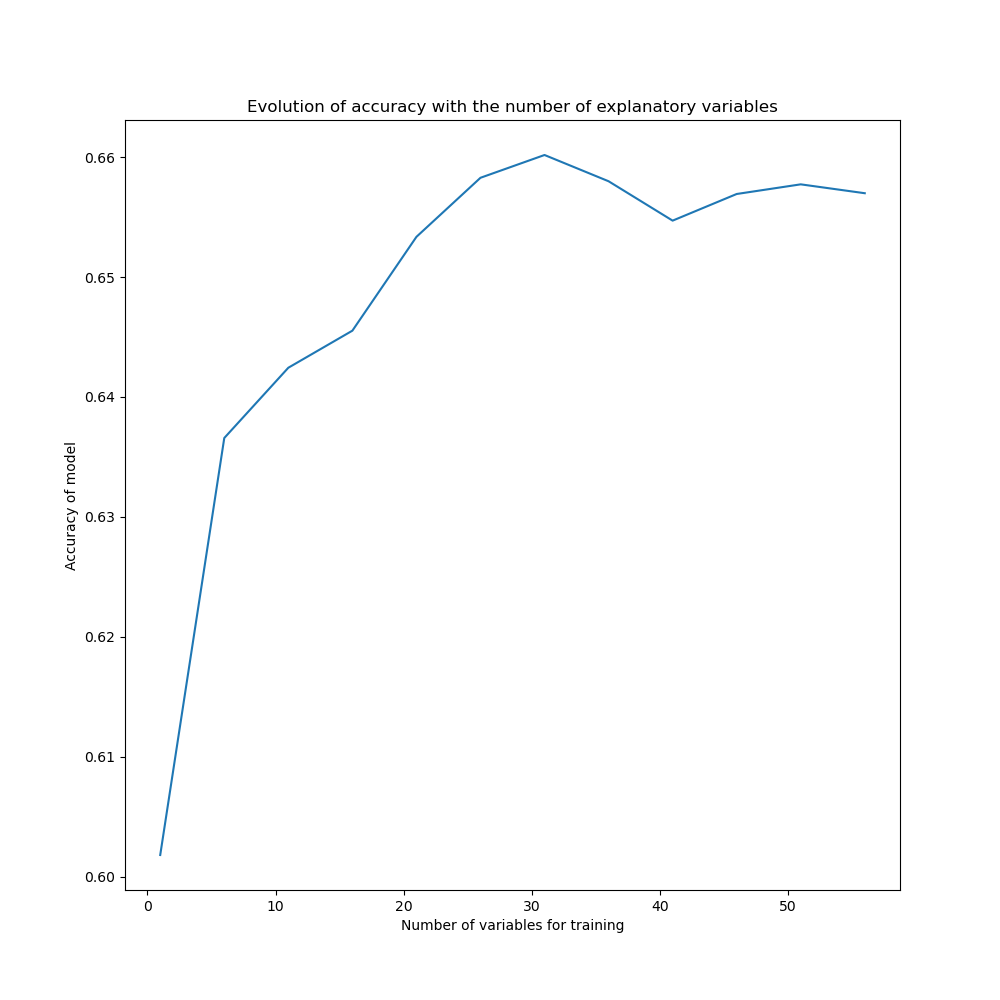 Evolution of accuracy with the number of explanatory variables
0.66
0.65
0.64
0.63
0.62
0.61
0.60
Accuracy of model
0 10 20 30 40 50
Number of variables for training